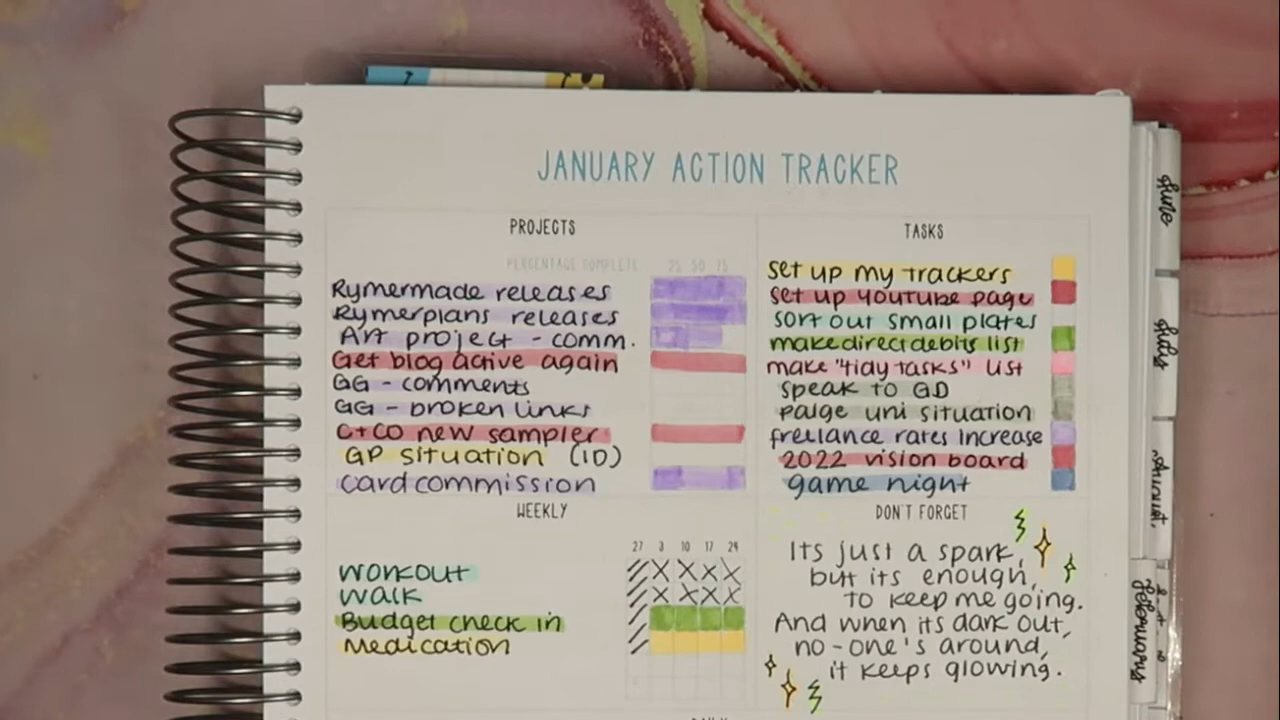 JANUARY ACTION TRACKER
PROJECTS
PERCENTAGE COMPLETE 25 50 75
Rymermade releases
Rymerplans releases
Art project - comm.
Get blog active again
GG - comments
GG - broken links
C+CO new sampler
GP situation (ID)
card commission
TASKS
set up my trackers
set up youtube page
sort out small plates
make direct debits list
make "tidy tasks" list
speak to GD
paige uni situation
freelance rates increase
2022 vision board
game night
WEEKLY
27 3 10 17 24
workout
walk
Budget check in
Medication
DON'T FORGET
Its just a spark,
but its enough,
to keep me going.
And when its dark out,
no-one's around,
it keeps glowing.
February